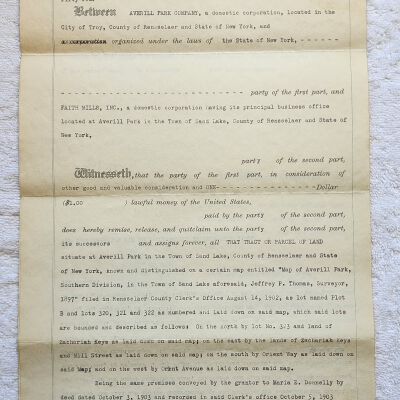 Between AVERILL PARK COMPANY, a domestic corporation, located in the
City of Troy, County of Rensselaer and State of New York, and
a corporation organized under the laws of the State of New York, - - - - - - -
- - - - - - - - - - - - - - - - - - - - - - party of the first part, and
FAITH MILLS, INC., a domestic corporation having its principal business office
located at Averill Park in the Town of Sand Lake, County of Rensselaer and State of
New York,
party of the second part,
Witnesseth, that the party of the first part, in consideration of
other good and valuable consideration and ONE- - - - - - - - - - - - - - -Dollar
($1.00 ) lawful money of the United States,
paid by the party of the second part,
does hereby remise, release, and quitclaim unto the party of the second part,
its successors and assigns forever, all THAT TRACT OR PARCEL OF LAND
situate at Averill Park in the Town of Sand Lake, County of Rensselaer and State
of New York, known and distinguished on a certain map entitled "Map of Averill Park,
Southern Division, in the Town of Sand Lake aforesaid, Jeffrey P. Thomas, Surveyor,
1897" filed in Rensselaer County Clerk's Office August 14, 1902, as lot named Plot
B and lots 320, 321 and 322 as numbered and laid down on said map, which said lots
are bounded and described as follows: On the north by lot No. 323 and land of
Zachariah Keys as laid down on said map; on the east by the lands of Zachariah Keys
and Mill Street as laid down on said map; on the south by Orient Way as laid down on
said Map; and on the west by Orient Avenue as laid down on said map.
Being the same premises conveyed by the grantor to Marie E. Donnelly by
deed dated October 3, 1903 and recorded in said Clerk's office October 5, 1903